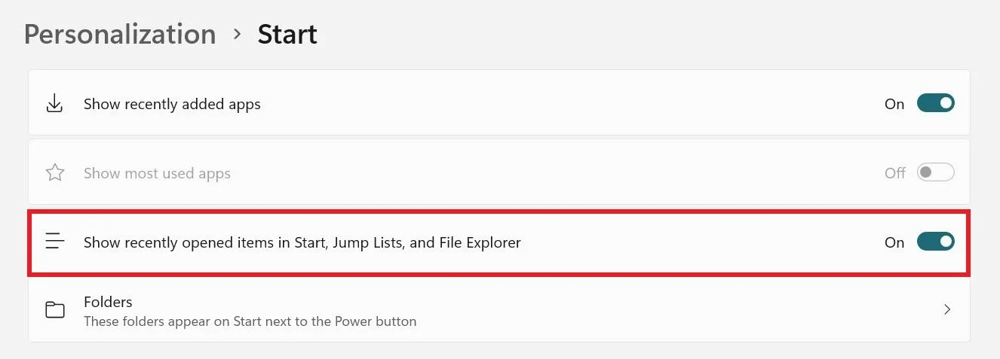 Personalization > Start
Show recently added apps On
Show most used apps Off
Show recently opened items in Start, Jump Lists, and File Explorer On
Folders
These folders appear on Start next to the Power button